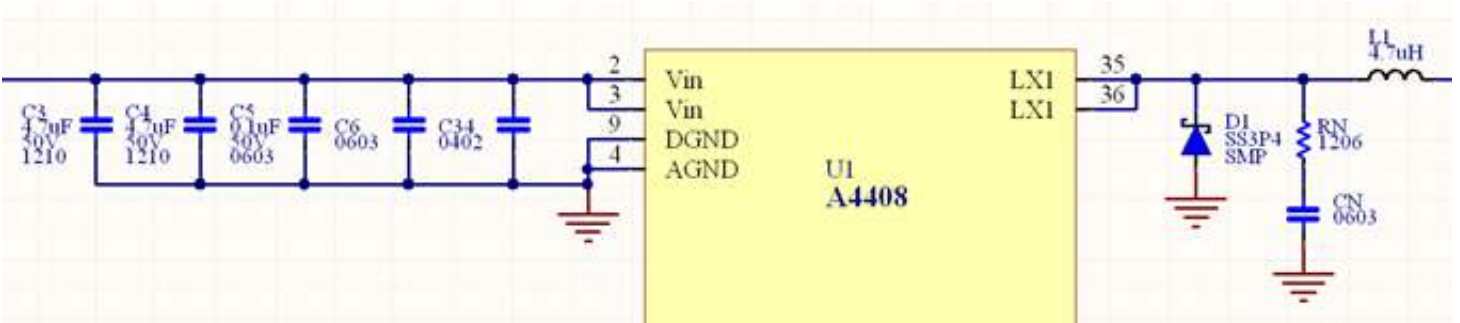 C3
4.7uF
50V
1210
C4
4.7uF
50V
1210
C5
0.1uF
50V
0603
C6
0603
C34
0402
2
Vin
3
Vin
9
DGND
4
AGND
U1
A4408
LX1
35
LX1
36
D1
SS3P4
SMP
RN
1206
CN
0603
L1
4.7uH